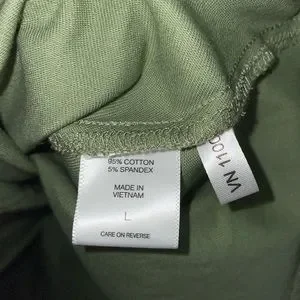 95% COTTON
5% SPANDEX
MADE IN
VIETNAM
L
CARE ON REVERSE
VN 1100